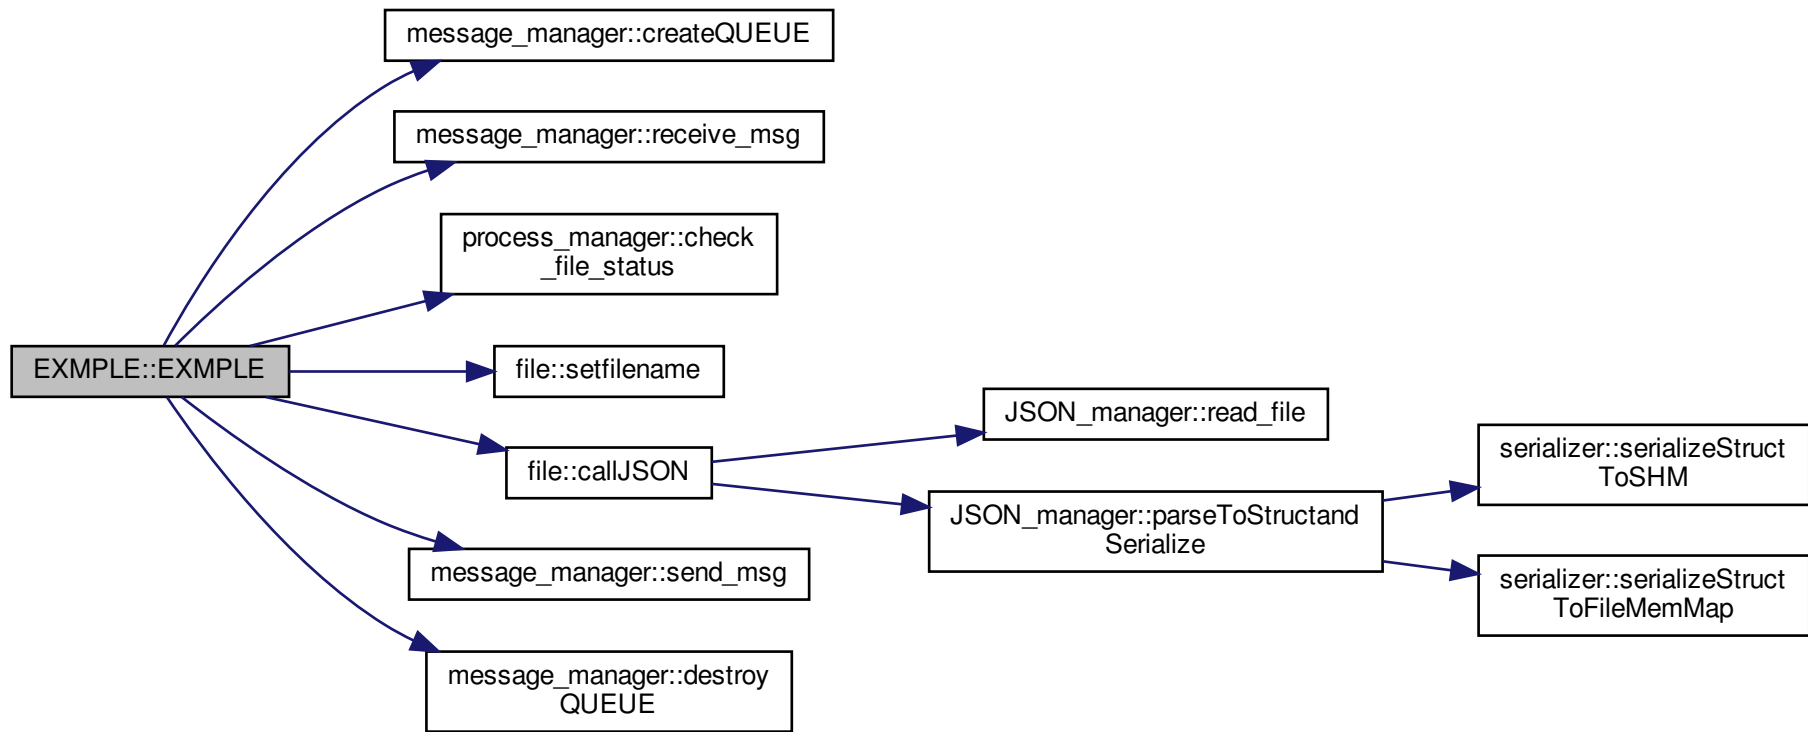 message_manager::createQUEUE
message_manager::receive_msg
process_manager::check
_file_status
EXMPLE::EXMPLE
file::setfilename
file::callJSON
JSON_manager::read_file
JSON_manager::parseToStructand
Serialize
serializer::serializeStruct
ToSHM
serializer::serializeStruct
ToFileMemMap
message_manager::send_msg
message_manager::destroy
QUEUE